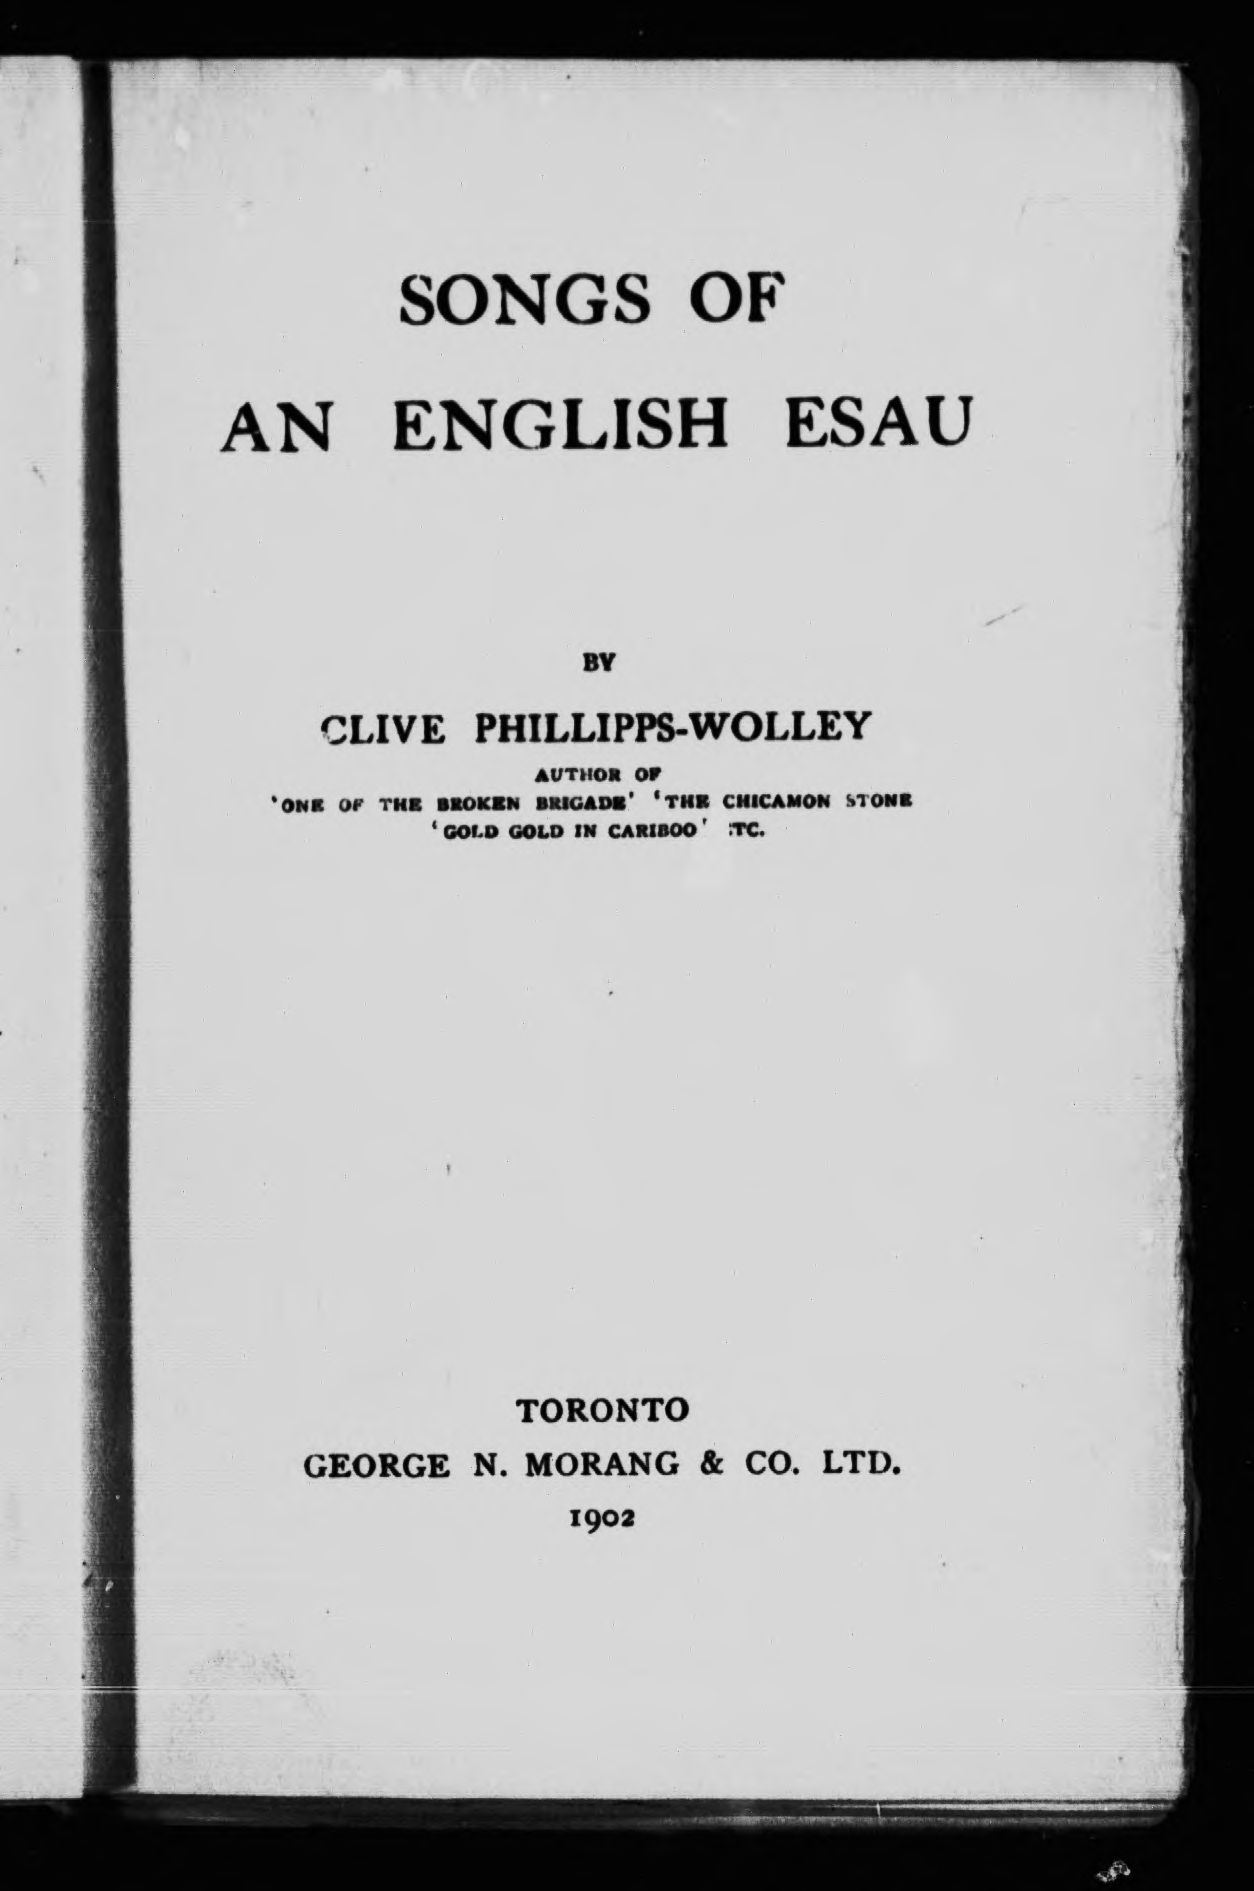 SONGS OF
AN ENGLISH ESAU
BY
CLIVE PHILLIPPS-WOLLEY
AUTHOR OF
'ONE OF THE BROKEN BRIGADE' 'THE CHICAMON STONE
'GOLD GOLD IN CARIBOO' :TC.
TORONTO
GEORGE N. MORANG & CO. LTD.
1902